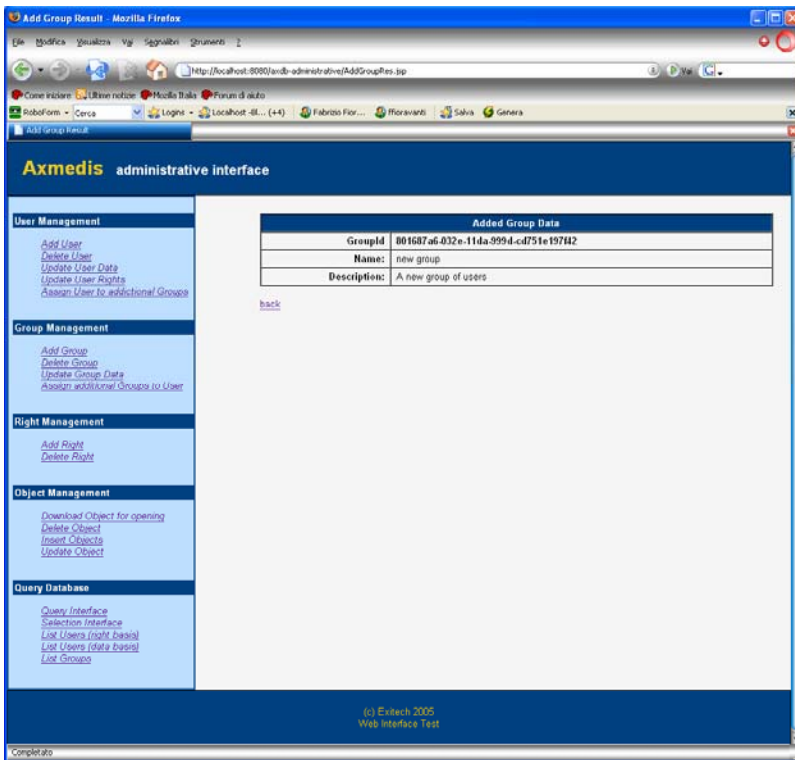 Add Group Result - Mozilla Firefox
File Modifica Visualizza Vai Segnalibri Strumenti ?
http://localhost:8080/axdb-administrative/AddGroupRes.jsp Vai
Come iniziare Ultime notizie Mozilla Italia Forum di aiuto
RoboForm Cerca Logins Localhost -8l... (+4) Fabrizio Fior... ffioravanti Salva Genera
Add Group Result
Axmedis administrative interface
User Management
Add User
Delete User
Update User Data
Update User Rights
Assign User to addictional Groups
Group Management
Add Group
Delete Group
Update Group Data
Assign additional Groups to User
Right Management
Add Right
Delete Right
Object Management
Download Object for opening
Delete Object
Insert Objects
Update Object
Query Database
Query Interface
Selection Interface
List Users (right basis)
List Users (data basis)
List Groups
Added Group Data
GroupId 801687a6-032e-11da-999d-cd751e197f42
Name: new group
Description: A new group of users
back
(c) Exitech 2005
Web Interface Test
Completato